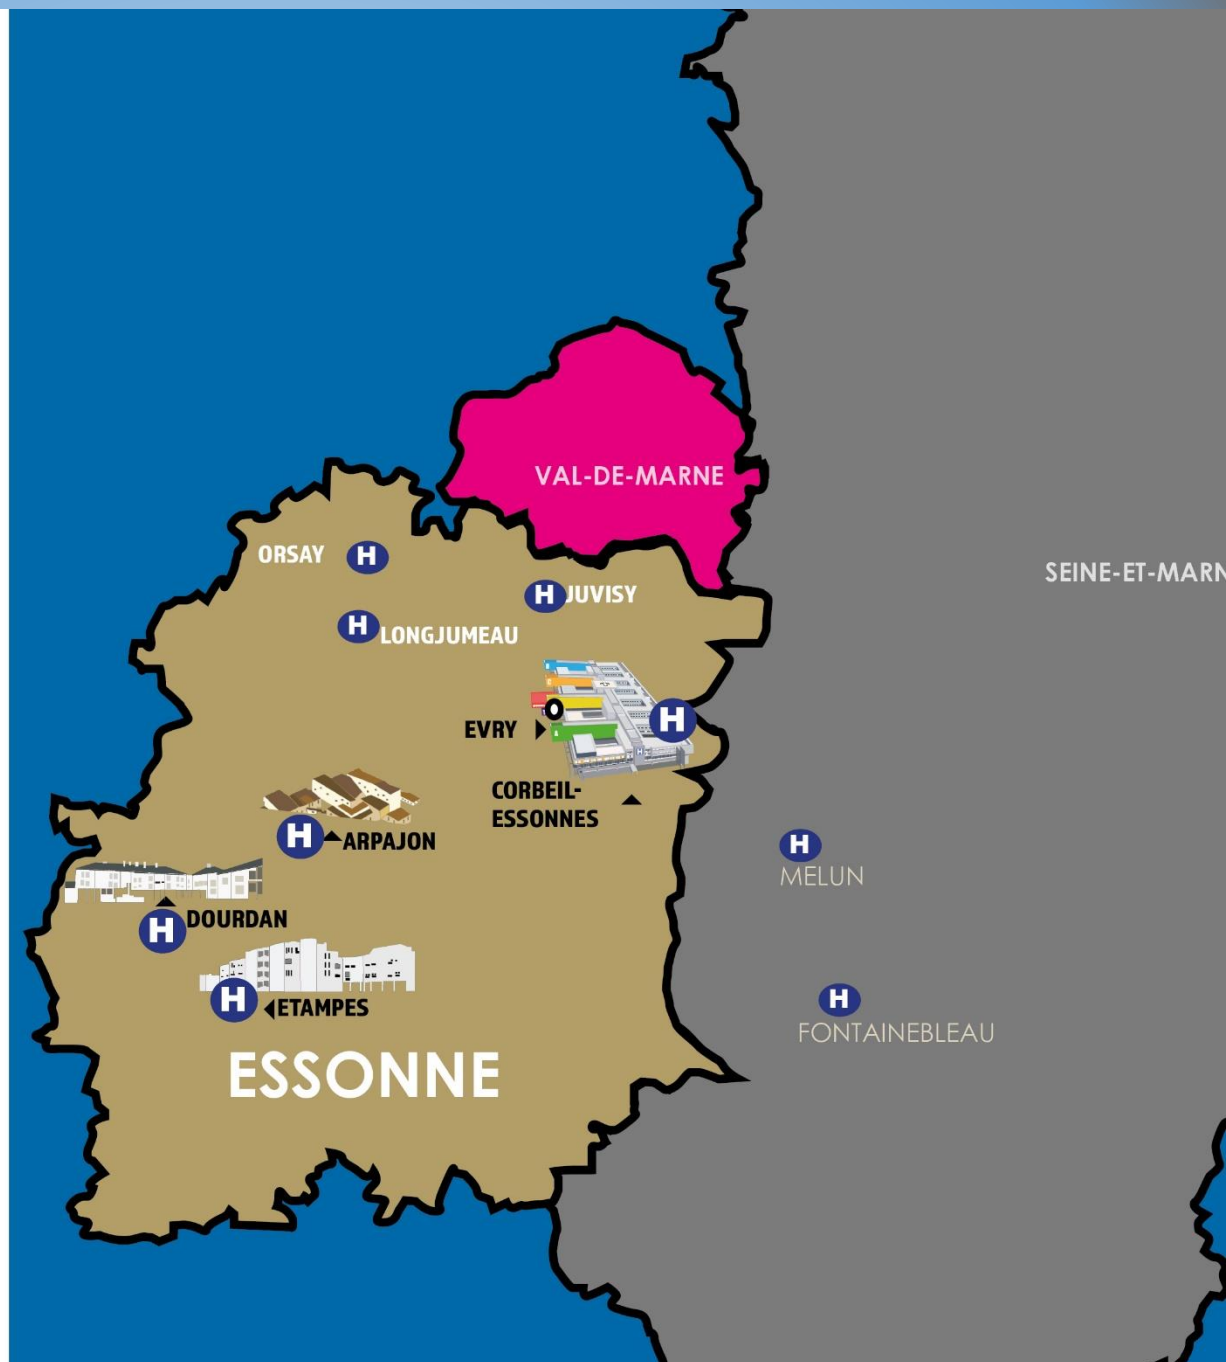 VAL-DE-MARNE
ORSAY H
H JUVISY
SEINE-ET-MARN
H LONGJUMEAU
H
EVRY
CORBEIL-
ESSONNES
H ARPAJON
H
MELUN
H DOURDAN
H ETAMPES
H
FONTAINEBLEAU
ESSONNE